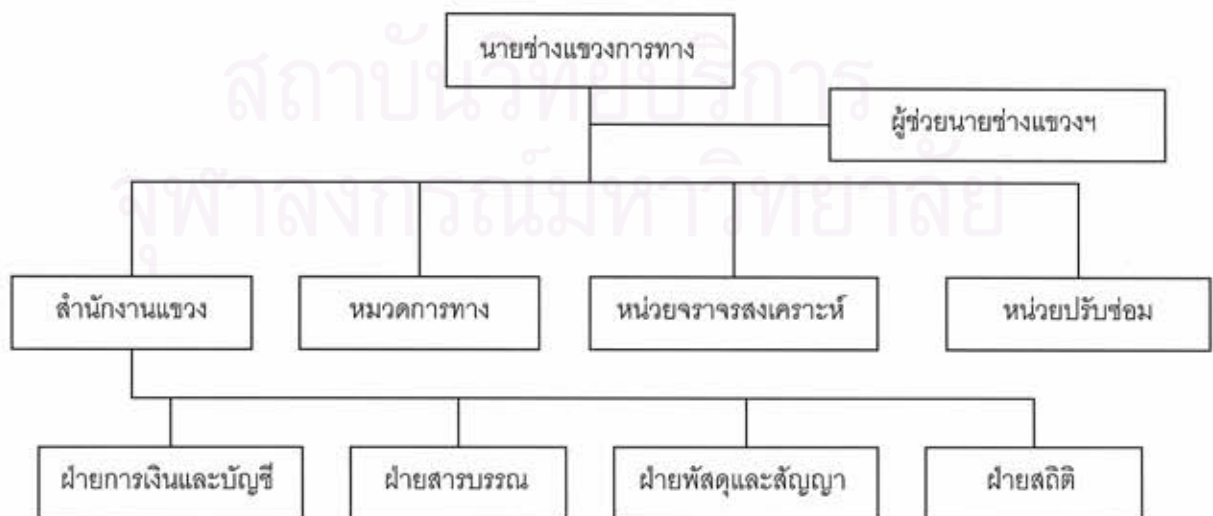 นายช่างแขวงการทาง
สถาบันวิทยบริการ
ผู้ช่วยนายช่างแขวงฯ
จุฬาลงกรณ์มหาวิทยาลัย
สำนักงานแขวง
หมวดการทาง
หน่วยจราจรสงเคราะห์
หน่วยปรับซ่อม
ฝ่ายการเงินและบัญชี
ฝ่ายสารบรรณ
ฝ่ายพัสดุและสัญญา
ฝ่ายสถิติ